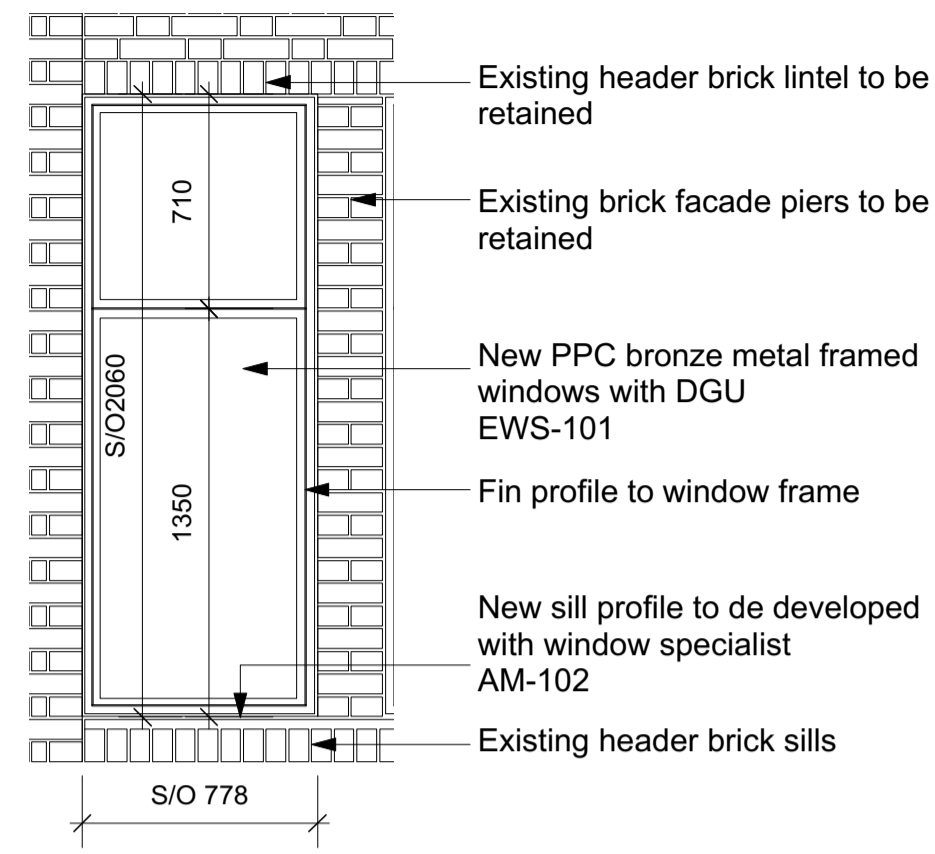 Existing header brick lintel to be
retained
710
Existing brick facade piers to be
retained
S/O2060
New PPC bronze metal framed
windows with DGU
EWS-101
1350
Fin profile to window frame
New sill profile to de developed
with window specialist
AM-102
Existing header brick sills
S/O 778